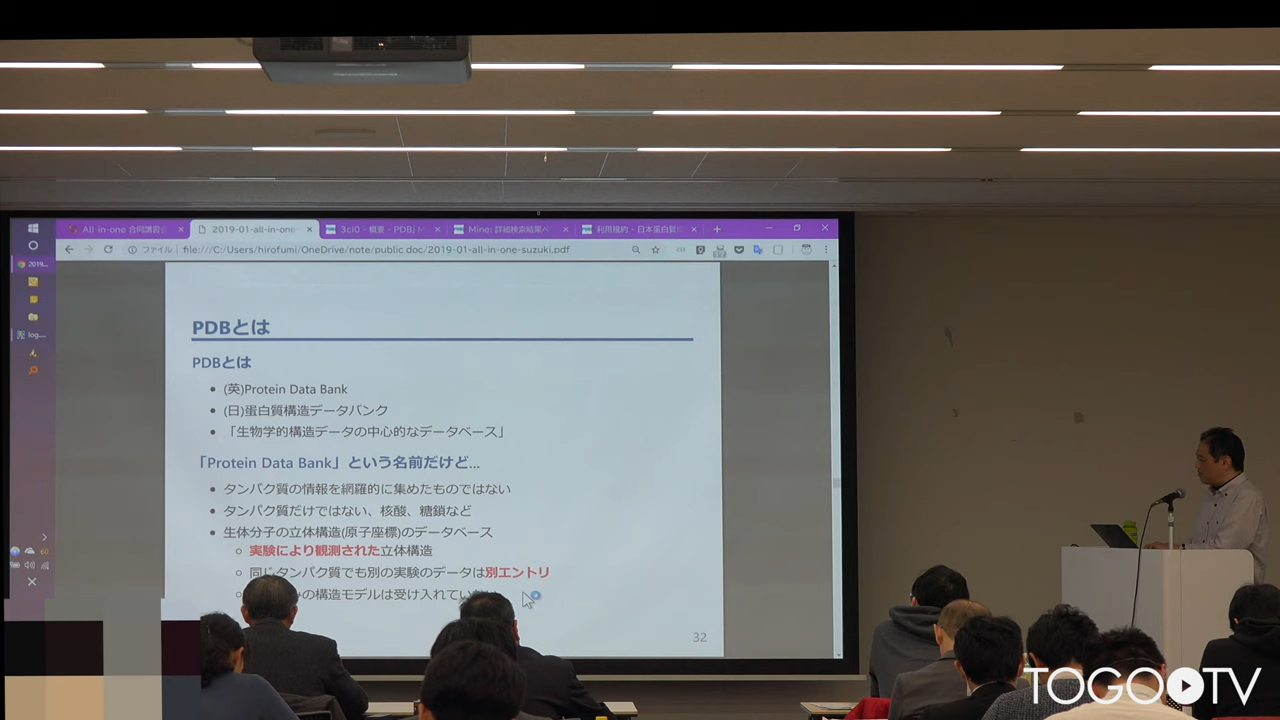 All-in-one 合同講習会
2019-01-all-in-one-
3cl0 - 概要 - PDBj M
Mine: 詳細検索結果ペー
利用規約 - 日本蛋白質
ファイル
file:///C:/Users/hirofumi/OneDrive/note/public doc/2019-01-all-in-one-suzuki.pdf
2019...
log...
PDBとは
PDBとは
• (英)Protein Data Bank
• (日)蛋白質構造データバンク
• 「生物学的構造データの中心的なデータベース」
「Protein Data Bank」という名前だけど...
• タンパク質の情報を網羅的に集めたものではない
• タンパク質だけではない、核酸、糖鎖など
• 生体分子の立体構造(原子座標)のデータベース
○ 実験により観測された立体構造
○ 同じタンパク質でも別の実験のデータは別エントリ
の構造モデルは受け入れてい
32
TOGOTV